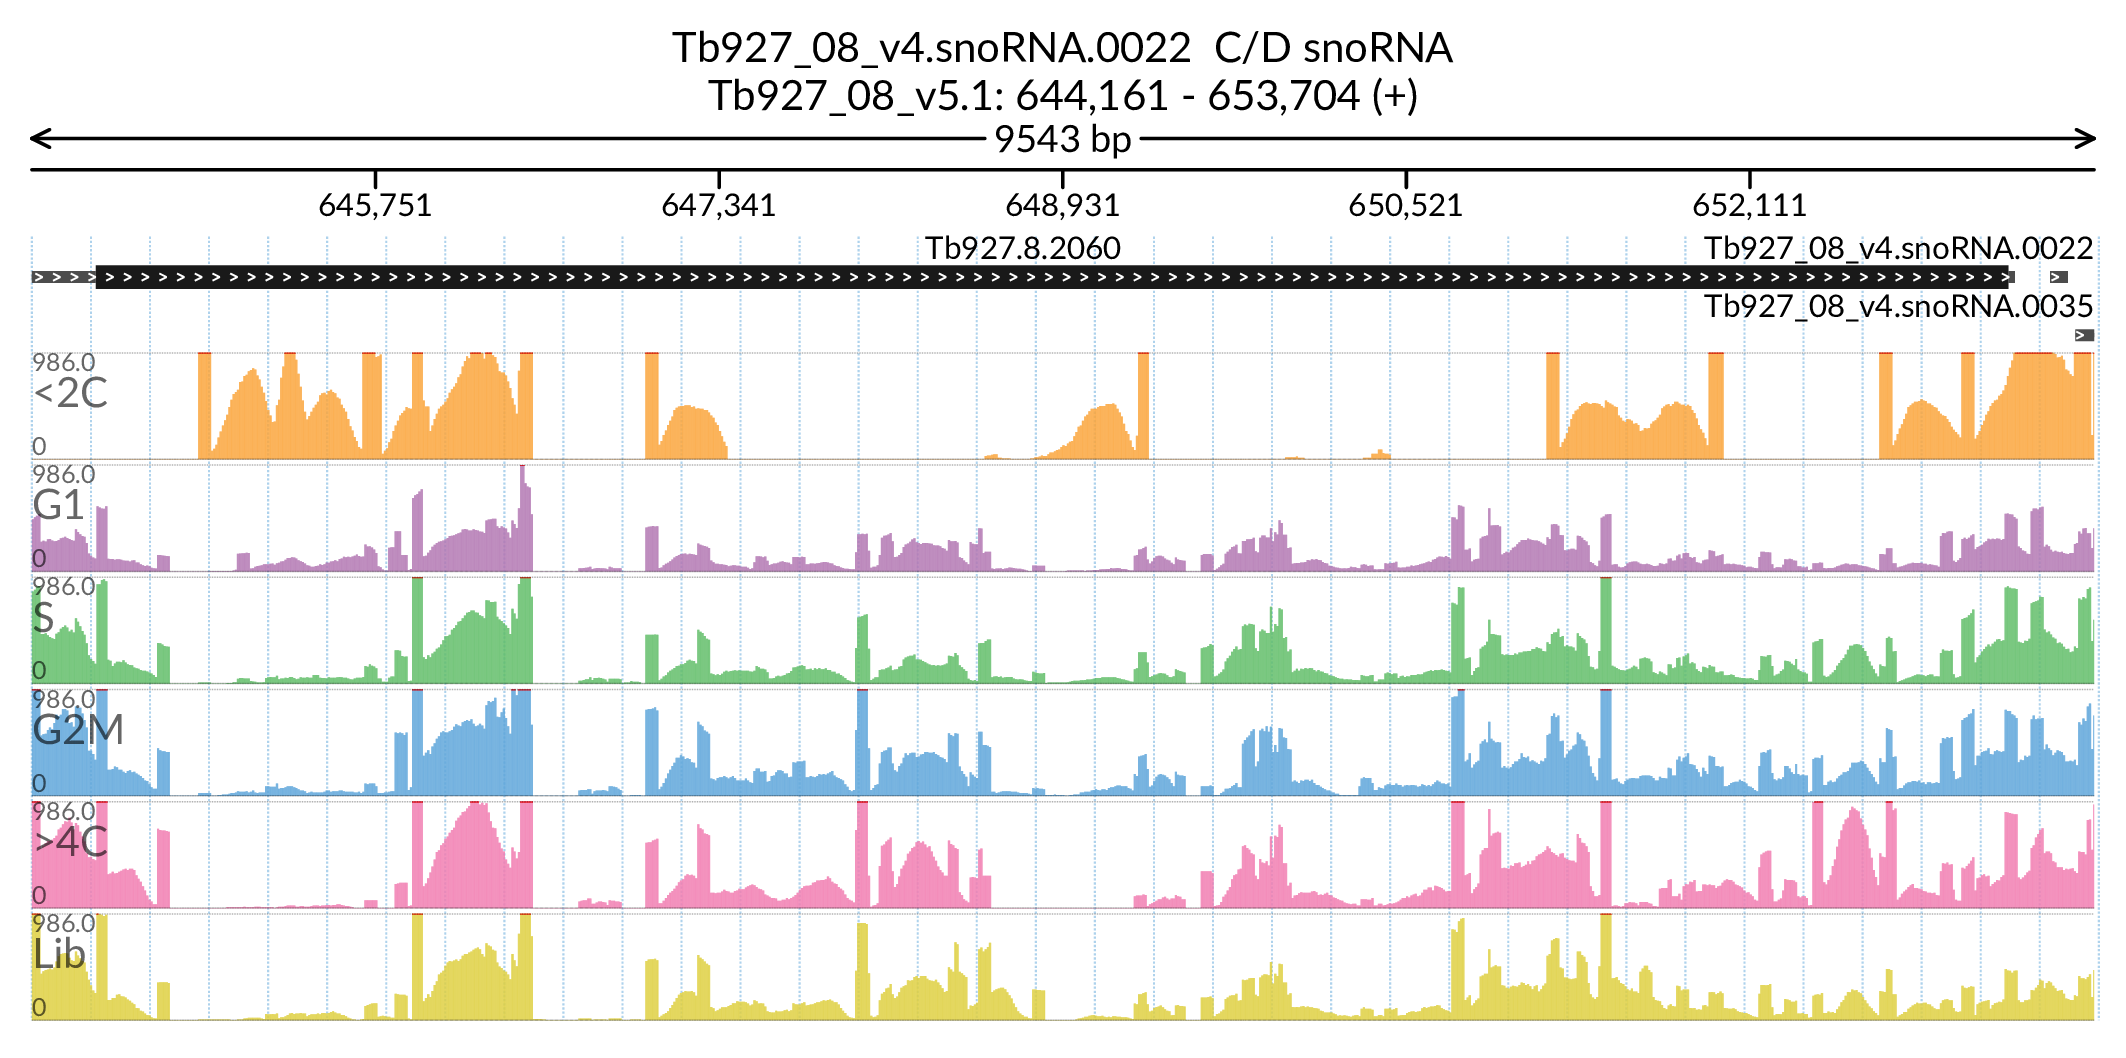 Tb927_08_v4.snoRNA.0022  C/D snoRNA
Tb927_08_v5.1: 644,161 - 653,704 (+)
9543 bp
645,751 647,341 648,931 650,521 652,111
Tb927.8.2060 Tb927_08_v4.snoRNA.0022
Tb927_08_v4.snoRNA.0035
986.0
<2C
0
986.0
G1
0
986.0
S
0
986.0
G2M
0
986.0
>4C
0
986.0
Lib
0